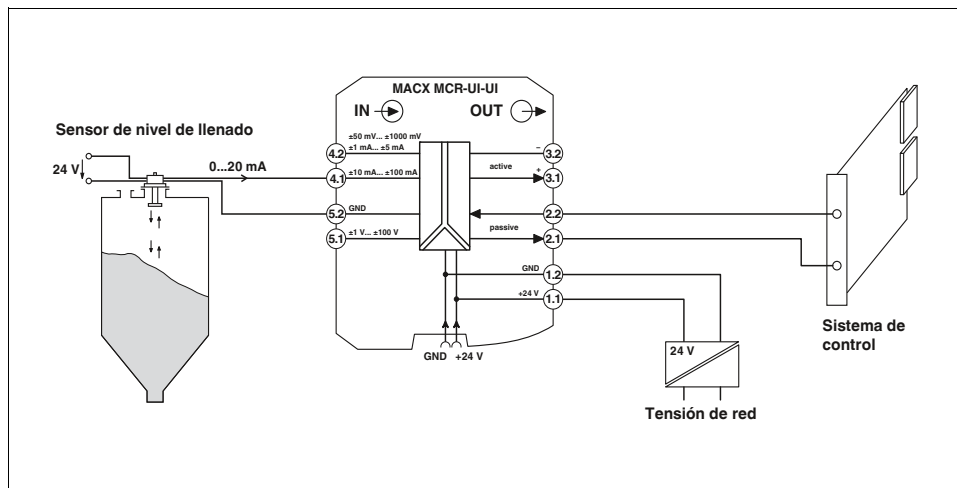 MACX MCR-UI-UI
IN
OUT
Sensor de nivel de llenado
24 V
0...20 mA
±50 mV... ±1000 mV
±1 mA... ±5 mA
4.2
±10 mA... ±100 mA
4.1
GND
5.2
±1 V... ±100 V
5.1
–
3.2
active
+
3.1
2.2
passive
2.1
GND
1.2
+24 V
1.1
GND
+24 V
24 V
Tensión de red
Sistema de
control